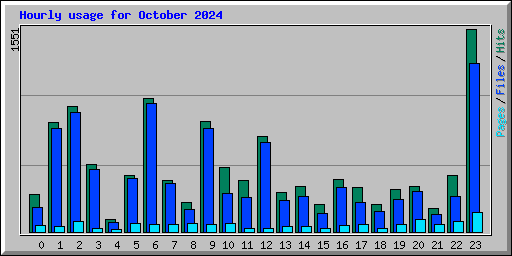 Hourly usage for October 2024
1551
Pages/Files/Hits
0 1 2 3 4 5 6 7 8 9 10 11 12 13 14 15 16 17 18 19 20 21 22 23